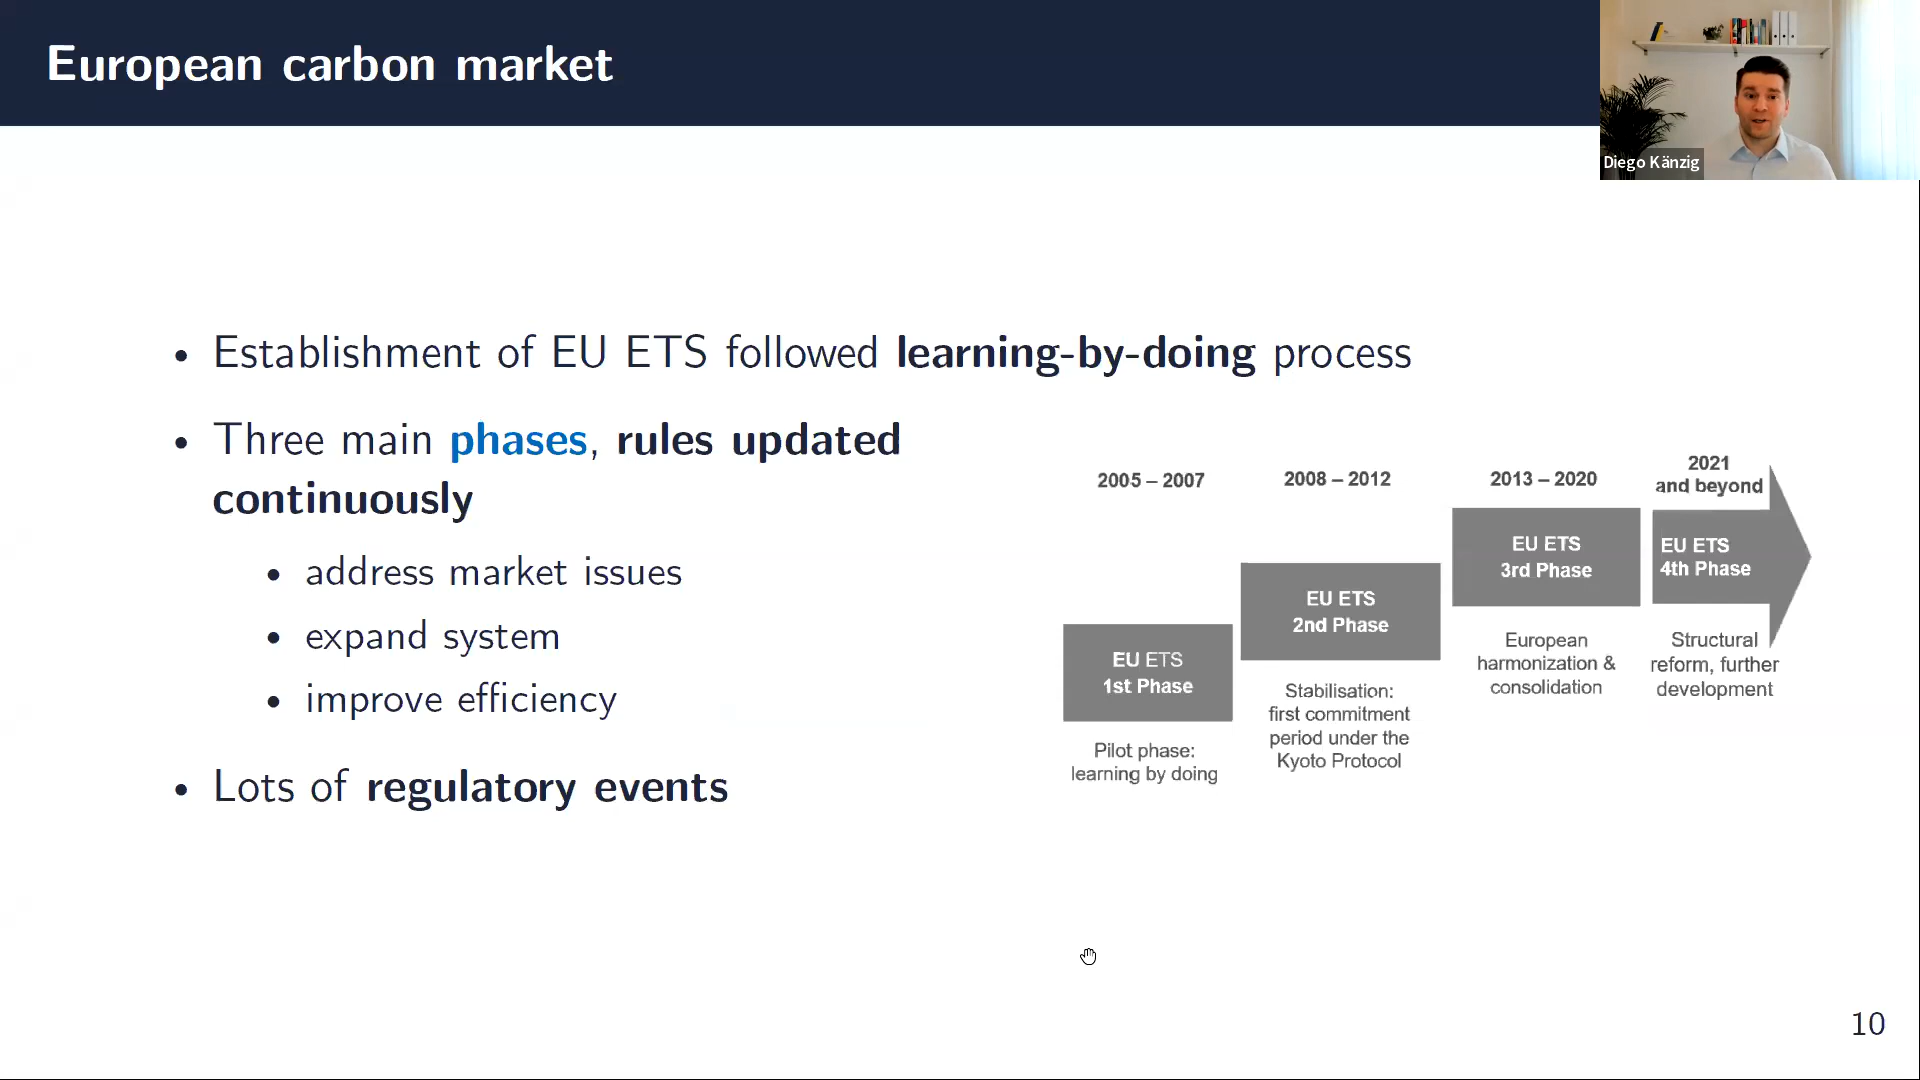 European carbon market
Diego Känzig
• Establishment of EU ETS followed learning-by-doing process
• Three main phases, rules updated
continuously
• address market issues
• expand system
• improve efficiency
• Lots of regulatory events
2005 – 2007
EU ETS
1st Phase
Pilot phase:
learning by doing
2008 – 2012
EU ETS
2nd Phase
Stabilisation:
first commitment
period under the
Kyoto Protocol
2013 – 2020
EU ETS
3rd Phase
European
harmonization &
consolidation
2021
and beyond
EU ETS
4th Phase
Structural
reform, further
development
10